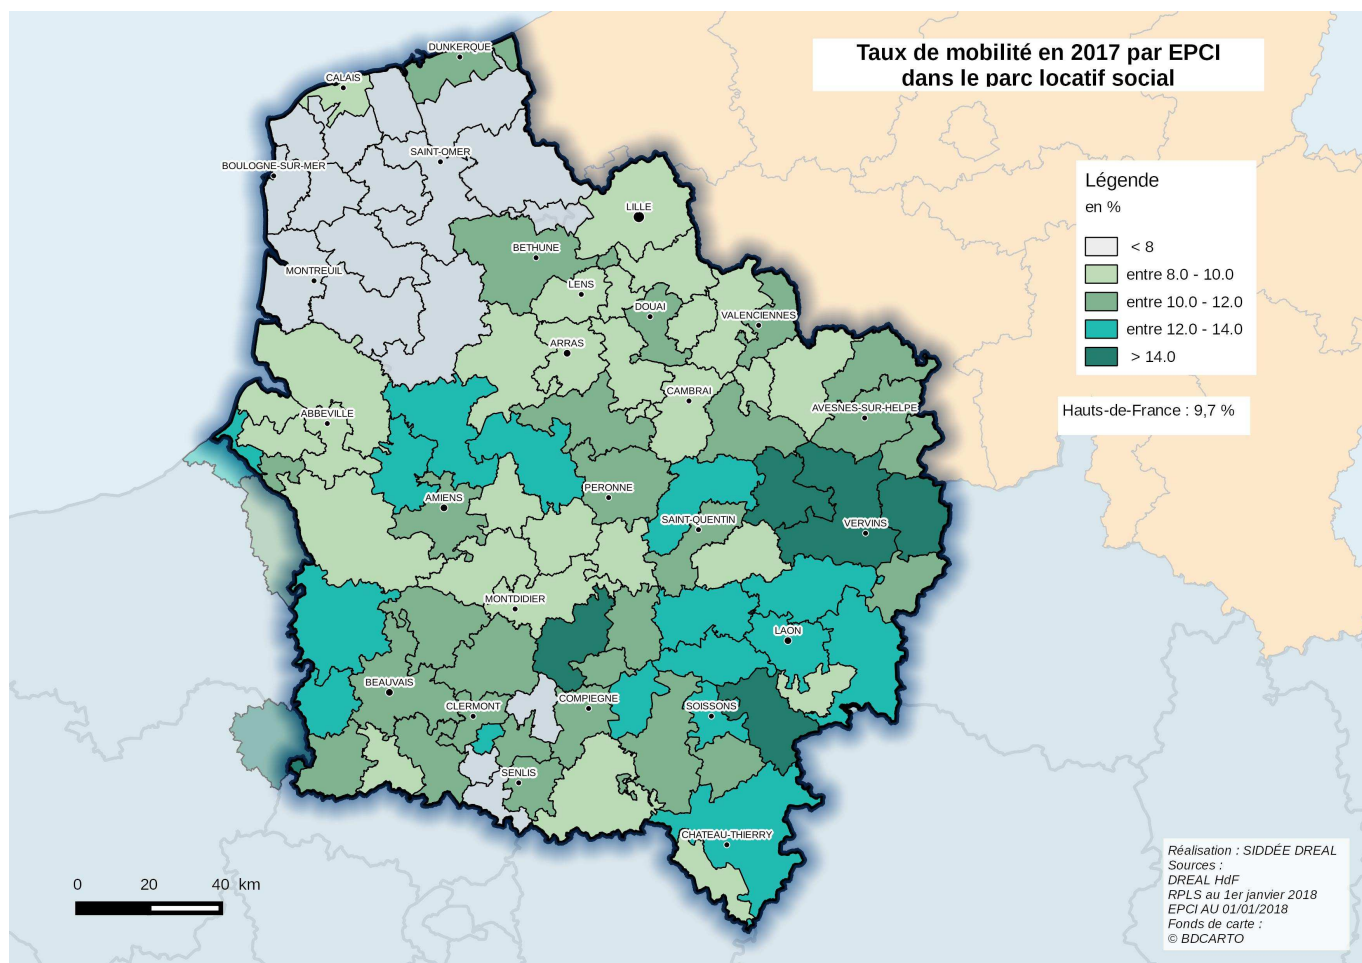 Taux de mobilité en 2017 par EPCI
dans le parc locatif social
DUNKERQUE
CALAIS
SAINT-OMER
BOULOGNE-SUR-MER
LILLE
BETHUNE
MONTREUIL
LENS
DOUAI
VALENCIENNES
ARRAS
CAMBRAI
AVESNES-SUR-HELPE
ABBEVILLE
PERONNE
AMIENS
SAINT-QUENTIN
VERVINS
MONTDIDIER
LAON
BEAUVAIS
COMPIEGNE
CLERMONT
SOISSONS
SENLIS
CHATEAU-THIERRY
Légende
en %
< 8
entre 8.0 - 10.0
entre 10.0 - 12.0
entre 12.0 - 14.0
> 14.0
Hauts-de-France : 9,7 %
0 20 40 km
Réalisation : SIDDÉE DREAL
Sources :
DREAL HdF
RPLS au 1er janvier 2018
EPCI AU 01/01/2018
Fonds de carte :
© BDCARTO